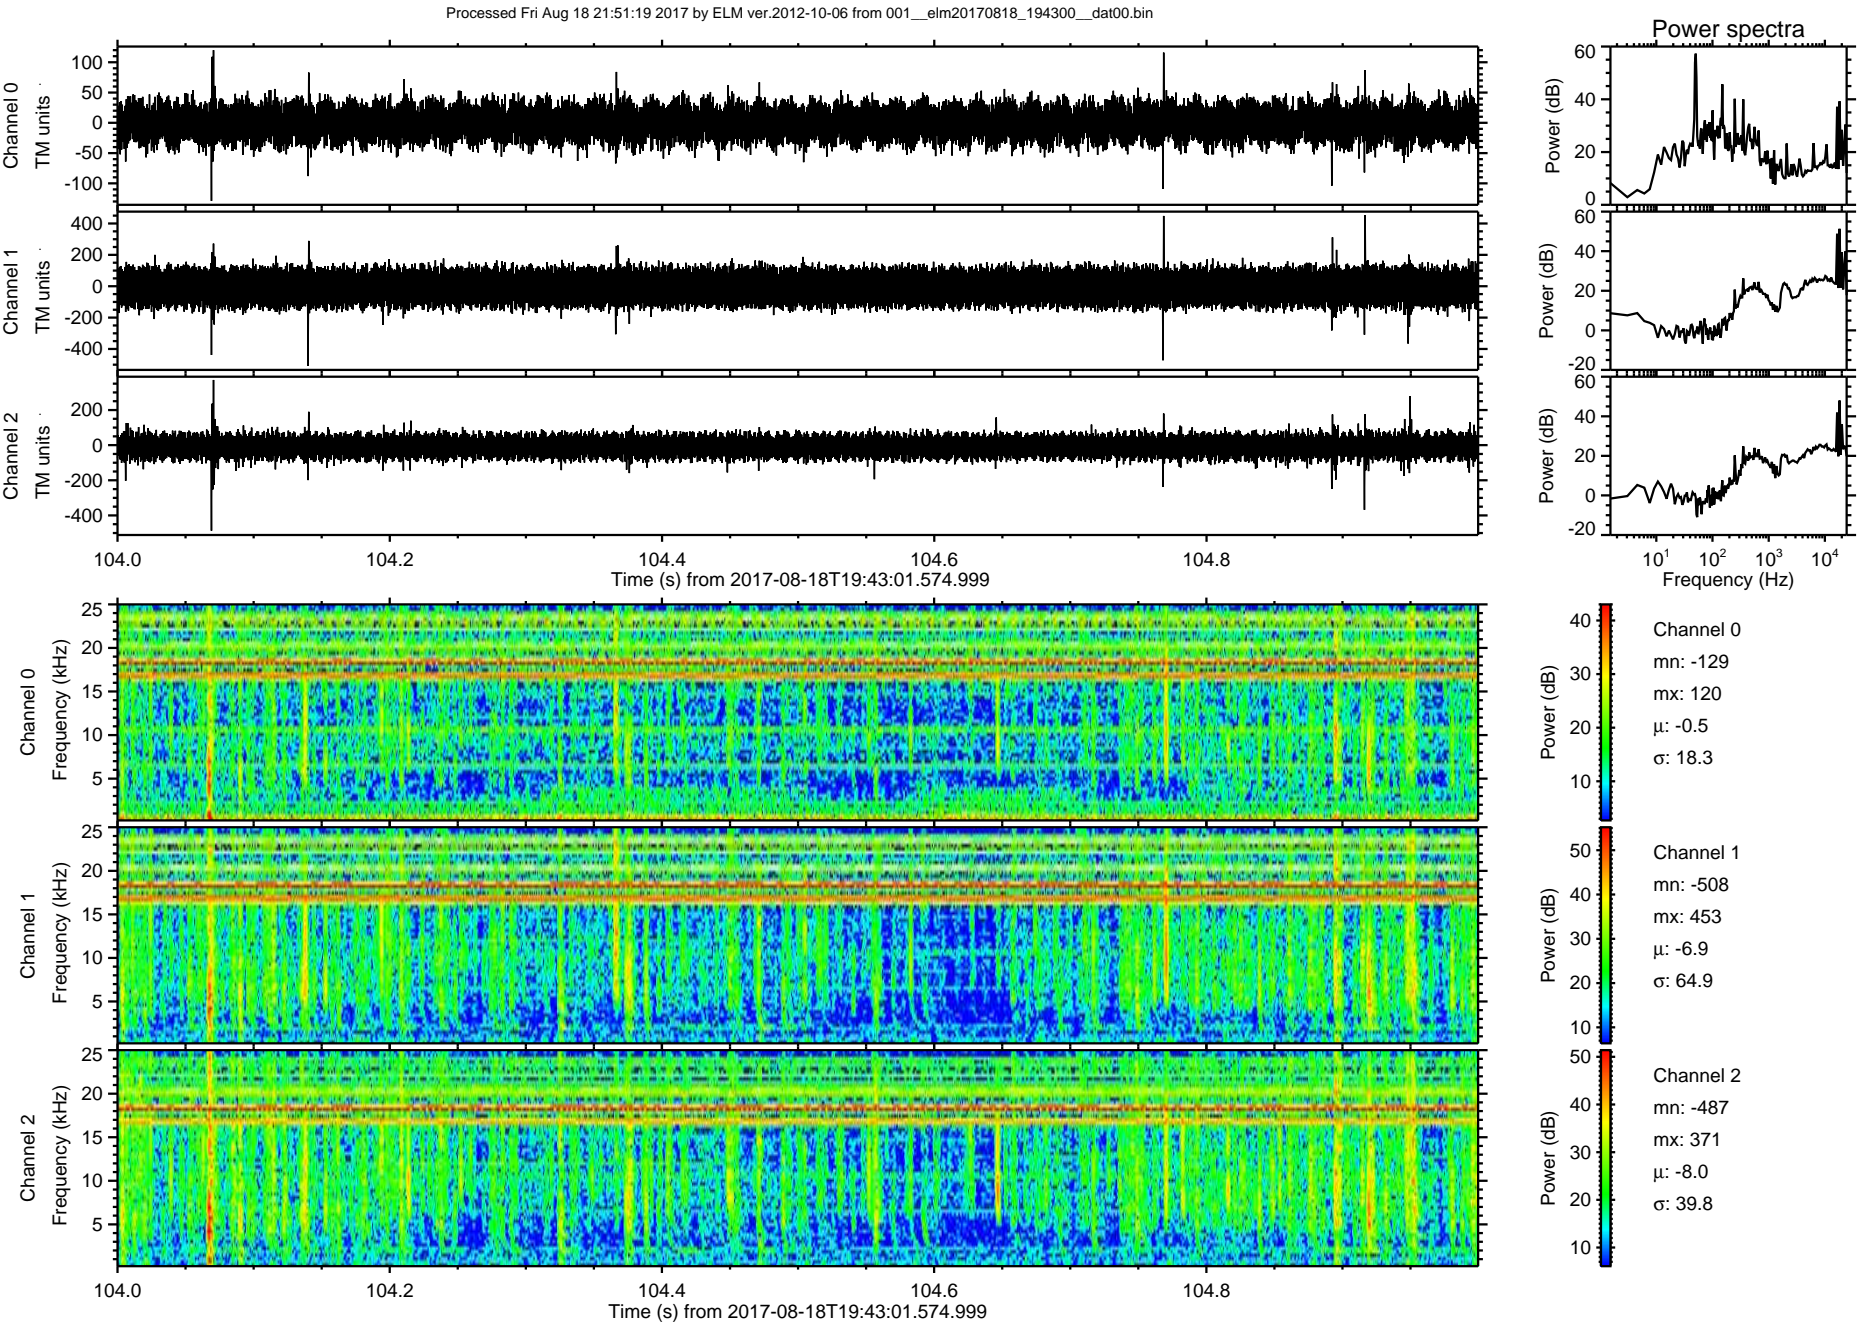 Processed Fri Aug 18 21:51:19 2017 by ELM ver.2012-10-06 from 001__elm20170818_194300__dat00.bin
Power spectra
Channel 0
TM units
100
50
0
-50
-100
Power (dB)
60
40
20
0
Channel 1
TM units
400
200
0
-200
-400
Power (dB)
60
40
20
0
-20
Channel 2
TM units
200
0
-200
-400
Power (dB)
60
40
20
0
-20
104.0 104.2 104.4 104.6 104.8
Time (s) from 2017-08-18T19:43:01.574.999
10¹ 10² 10³ 10⁴
Frequency (Hz)
Channel 0
Frequency (kHz)
25
20
15
10
5
Power (dB)
40
30
20
10
Channel 0
mn: -129
mx: 120
μ: -0.5
σ: 18.3
Channel 1
Frequency (kHz)
25
20
15
10
5
Power (dB)
50
40
30
20
10
Channel 1
mn: -508
mx: 453
μ: -6.9
σ: 64.9
Channel 2
Frequency (kHz)
25
20
15
10
5
Power (dB)
50
40
30
20
10
Channel 2
mn: -487
mx: 371
μ: -8.0
σ: 39.8
104.0 104.2 104.4 104.6 104.8
Time (s) from 2017-08-18T19:43:01.574.999